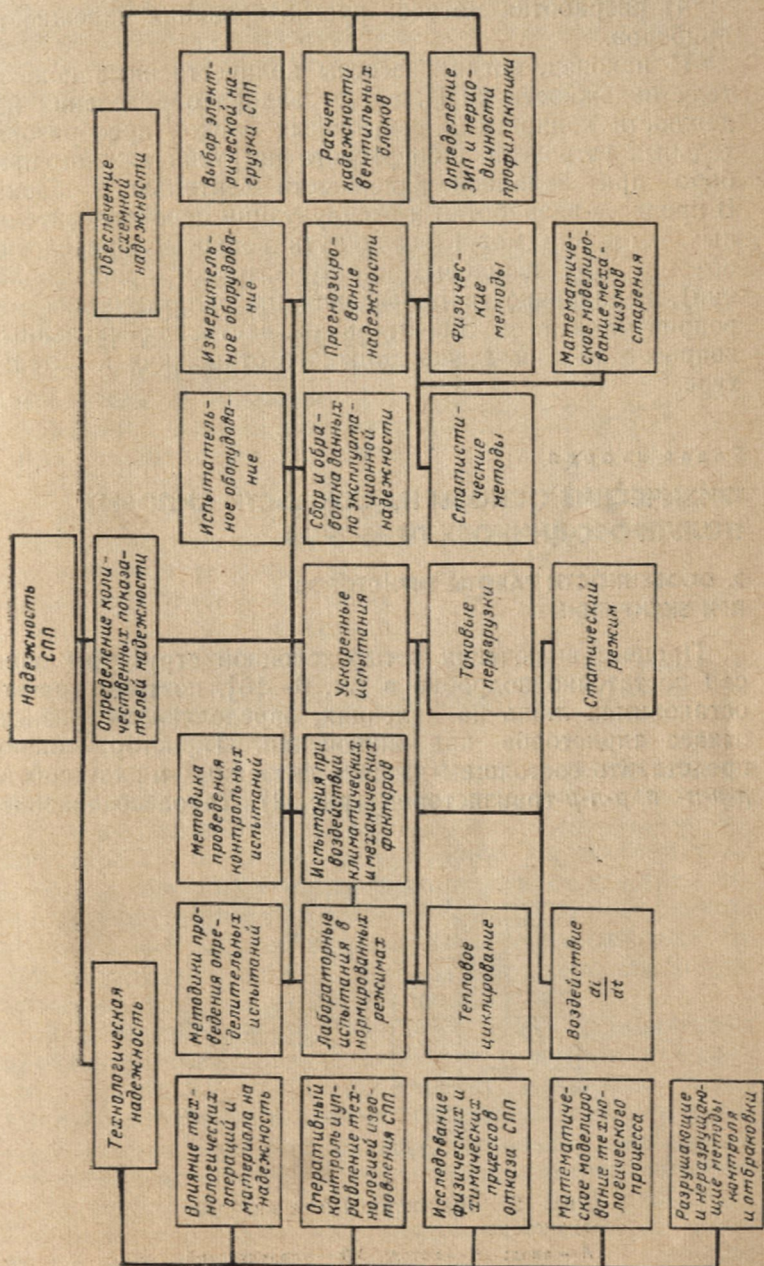 Надежность
СПП
Технологическая
надежность
Определение коли-
чественных показа-
телей надежности
Обеспечение
схемной
надежности
Влияние тех-
нологических
операций и
материала на
надежность
Методики про-
ведения опре-
делительных
испытаний
Методика
проведения
контрольных
испытаний
Испытатель-
ное оборудова-
ние
Измеритель-
ное оборудова-
ние
Выбор элект-
рической на-
грузки СПП
Оперативный
контроль и уп-
равление тех-
нологией изго-
товления СПП
Лабораторные
испытания в
нормированных
режимах
Испытания при
воздействии
климатических
и механических
факторов
Ускоренные
испытания
Сбор и обра-
ботка данных
по эксплуата-
ционной
надежности
Прогнозиро-
вание
надежности
Расчет
надежности
вентильных
блоков
Исследование
физических и
химических
прцессов
отказа СПП
Тепловое
циклирование
Токовые
перегрузки
Статисти-
ческие
методы
Физичес-
кие
методы
Определение
ЗИП и перио-
дичности
профилактики
Математиче-
ское моделиро-
вание техно-
логического
процесса
Воздействие
di
dt
Статический
режим
Математиче-
ское моделиро-
вание меха-
низмов
старения
Разрушающие
и неразрушаю-
щие методы
контроля
и отбраковки